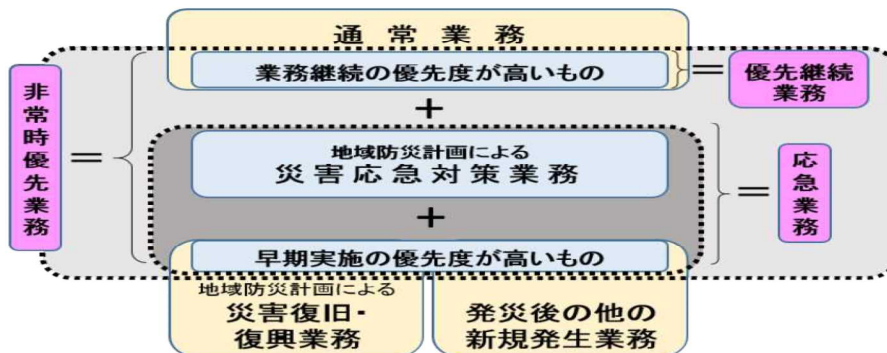 通常業務
業務継続の優先度が高いもの
=
優先継続
業務
+
非常時優先業務
=
地域防災計画による
災害応急対策業務
=
応急業務
+
早期実施の優先度が高いもの
地域防災計画による
災害復旧・
復興業務
発災後の他の
新規発生業務